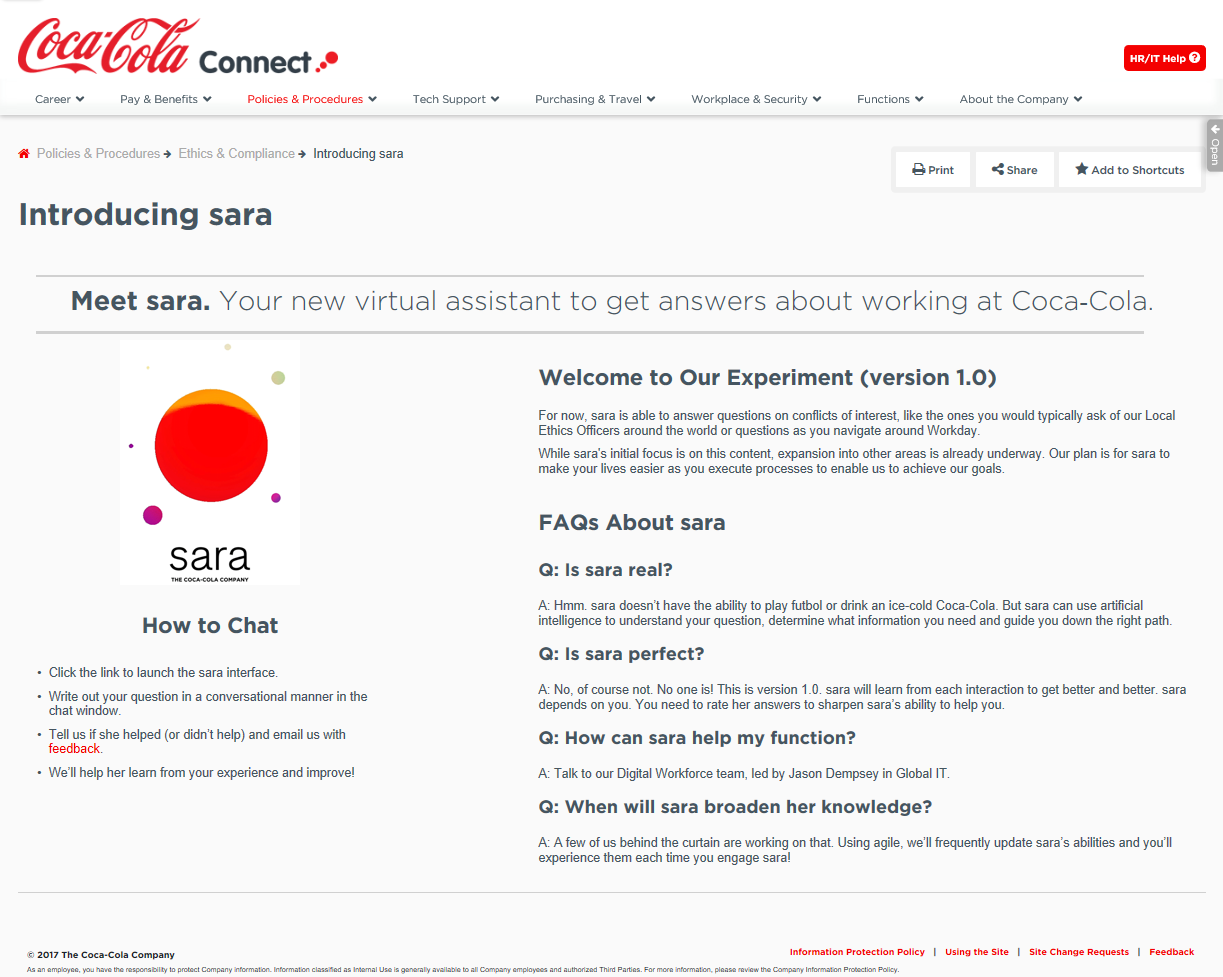 Coca-Cola Connect
HR/IT Help ?
Career
Pay & Benefits
Policies & Procedures
Tech Support
Purchasing & Travel
Workplace & Security
Functions
About the Company
Open
Policies & Procedures → Ethics & Compliance → Introducing sara
Print
Share
Add to Shortcuts
Introducing sara
Meet sara. Your new virtual assistant to get answers about working at Coca-Cola.
sara
THE COCA-COLA COMPANY
How to Chat
• Click the link to launch the sara interface.
• Write out your question in a conversational manner in the
chat window.
• Tell us if she helped (or didn't help) and email us with
feedback.
• We'll help her learn from your experience and improve!
Welcome to Our Experiment (version 1.0)
For now, sara is able to answer questions on conflicts of interest, like the ones you would typically ask of our Local
Ethics Officers around the world or questions as you navigate around Workday.
While sara's initial focus is on this content, expansion into other areas is already underway. Our plan is for sara to
make your lives easier as you execute processes to enable us to achieve our goals.
FAQs About sara
Q: Is sara real?
A: Hmm. sara doesn't have the ability to play futbol or drink an ice-cold Coca-Cola. But sara can use artificial
intelligence to understand your question, determine what information you need and guide you down the right path.
Q: Is sara perfect?
A: No, of course not. No one is! This is version 1.0. sara will learn from each interaction to get better and better. sara
depends on you. You need to rate her answers to sharpen sara's ability to help you.
Q: How can sara help my function?
A: Talk to our Digital Workforce team, led by Jason Dempsey in Global IT.
Q: When will sara broaden her knowledge?
A: A few of us behind the curtain are working on that. Using agile, we'll frequently update sara's abilities and you'll
experience them each time you engage sara!
© 2017 The Coca-Cola Company
Information Protection Policy | Using the Site | Site Change Requests | Feedback
As an employee, you have the responsibility to protect Company information. Information classified as Internal Use is generally available to all Company employees and authorized Third Parties. For more information, please review the Company Information Protection Policy.